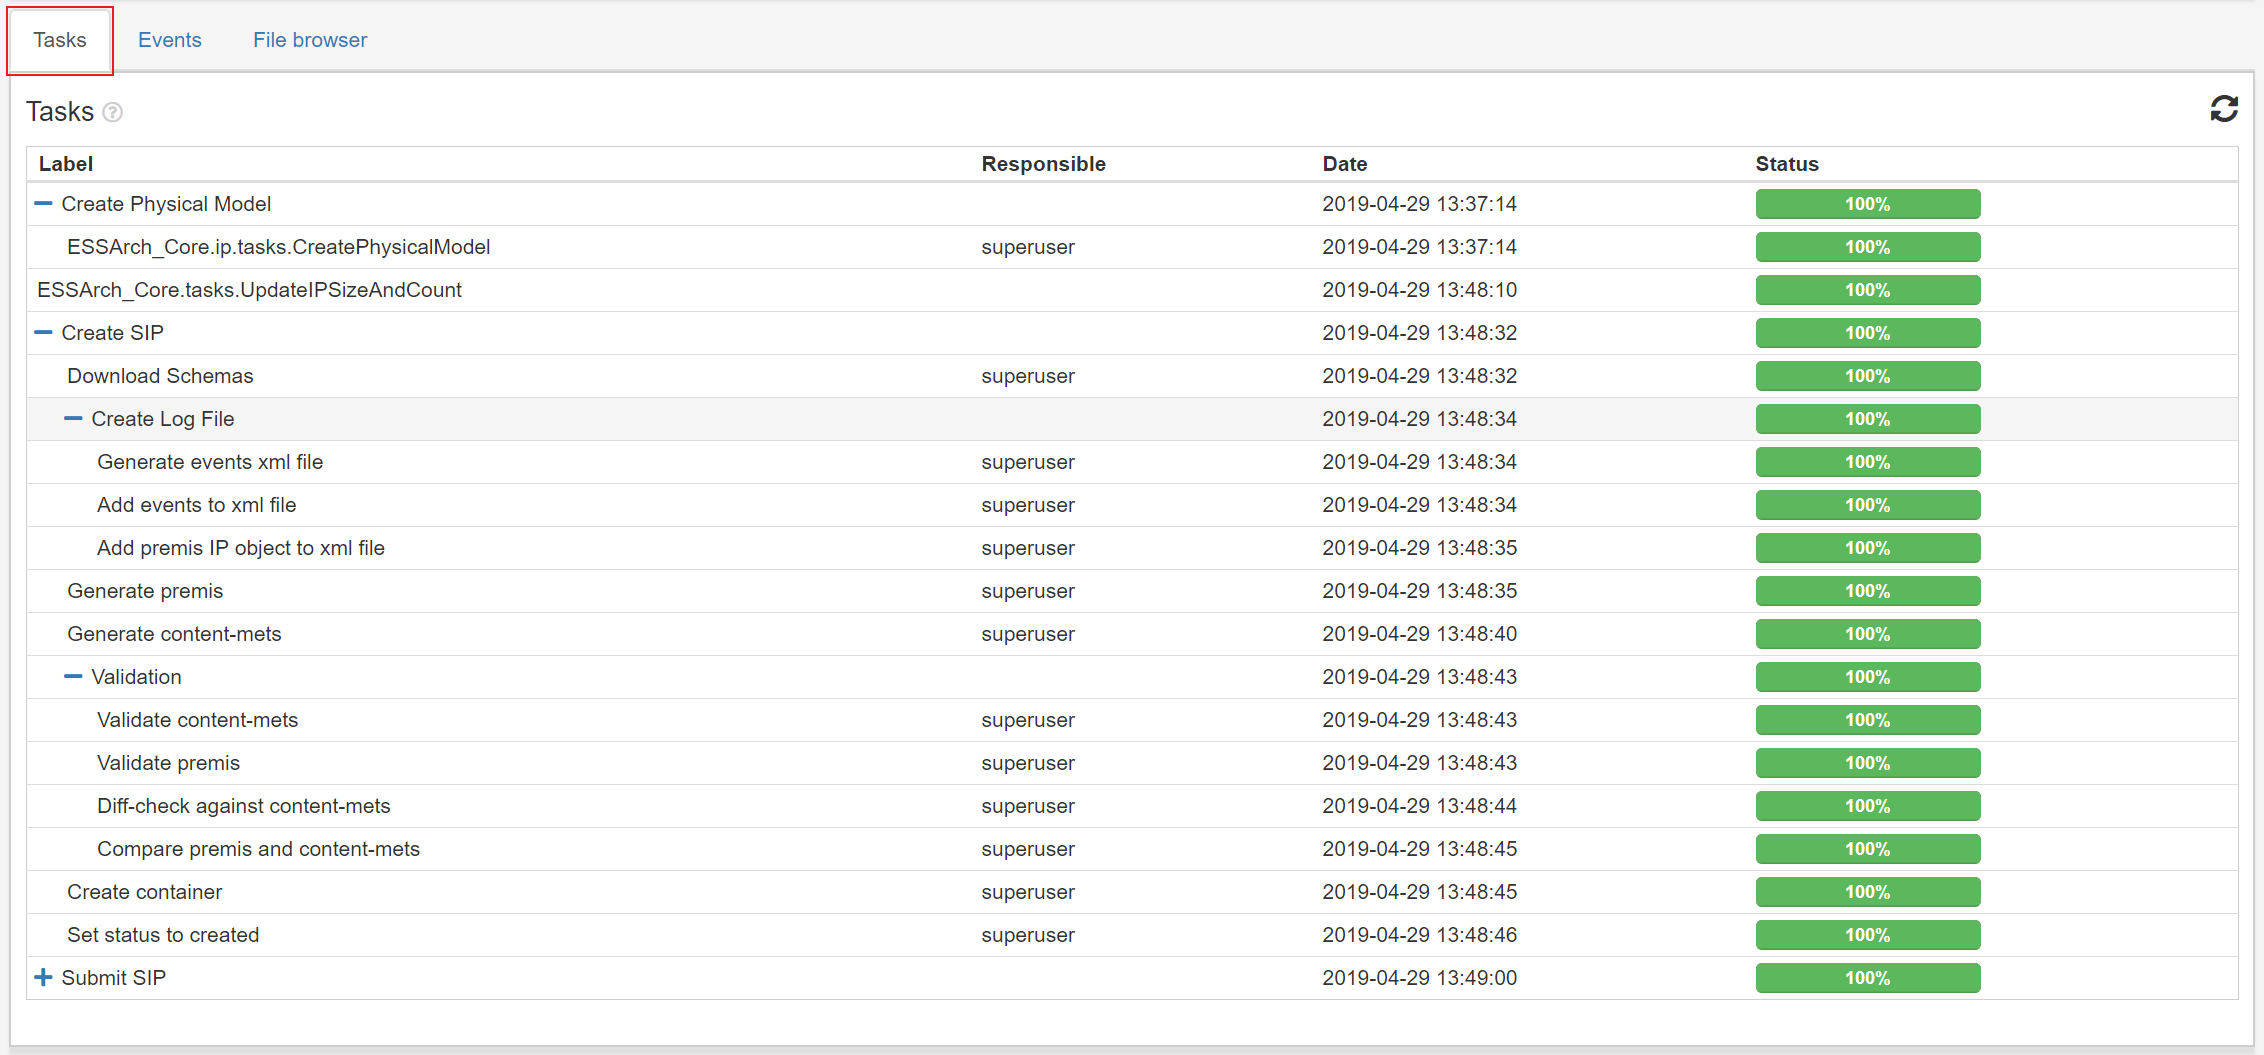 Tasks Events File browser
Tasks
Label Responsible Date Status
Create Physical Model 2019-04-29 13:37:14 100%
ESSArch_Core.ip.tasks.CreatePhysicalModel superuser 2019-04-29 13:37:14 100%
ESSArch_Core.tasks.UpdateIPSizeAndCount 2019-04-29 13:48:10 100%
Create SIP 2019-04-29 13:48:32 100%
Download Schemas superuser 2019-04-29 13:48:32 100%
Create Log File 2019-04-29 13:48:34 100%
Generate events xml file superuser 2019-04-29 13:48:34 100%
Add events to xml file superuser 2019-04-29 13:48:34 100%
Add premis IP object to xml file superuser 2019-04-29 13:48:35 100%
Generate premis superuser 2019-04-29 13:48:35 100%
Generate content-mets superuser 2019-04-29 13:48:40 100%
Validation 2019-04-29 13:48:43 100%
Validate content-mets superuser 2019-04-29 13:48:43 100%
Validate premis superuser 2019-04-29 13:48:43 100%
Diff-check against content-mets superuser 2019-04-29 13:48:44 100%
Compare premis and content-mets superuser 2019-04-29 13:48:45 100%
Create container superuser 2019-04-29 13:48:45 100%
Set status to created superuser 2019-04-29 13:48:46 100%
Submit SIP 2019-04-29 13:49:00 100%